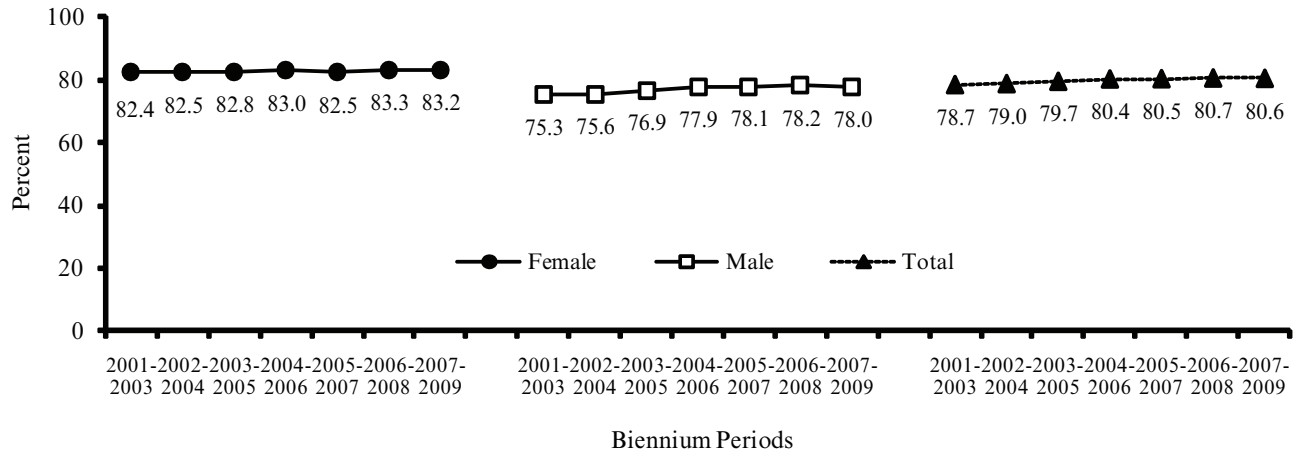 100
80
60
40
20
0
Percent
82.4 82.5 82.8 83.0 82.5 83.3 83.2
75.3 75.6 76.9 77.9 78.1 78.2 78.0
78.7 79.0 79.7 80.4 80.5 80.7 80.6
Female Male Total
2001- 2002- 2003- 2004- 2005- 2006- 2007-
2003 2004 2005 2006 2007 2008 2009
2001- 2002- 2003- 2004- 2005- 2006- 2007-
2003 2004 2005 2006 2007 2008 2009
2001- 2002- 2003- 2004- 2005- 2006- 2007-
2003 2004 2005 2006 2007 2008 2009
Biennium Periods